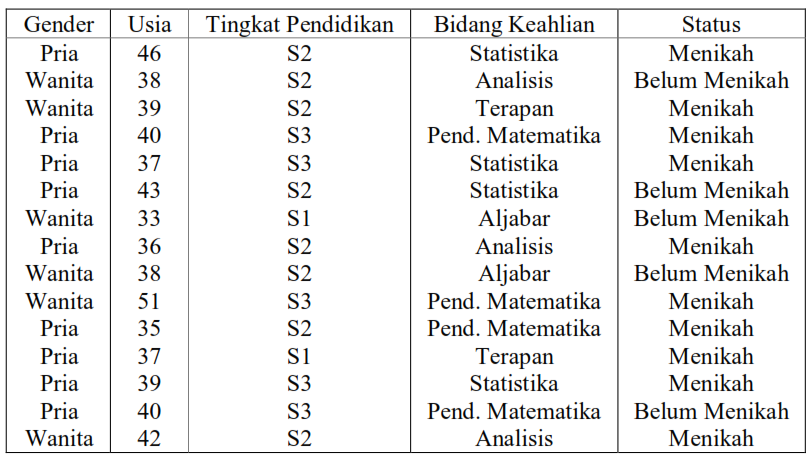 Gender Usia Tingkat Pendidikan Bidang Keahlian Status
Pria 46 S2 Statistika Menikah
Wanita 38 S2 Analisis Belum Menikah
Wanita 39 S2 Terapan Menikah
Pria 40 S3 Pend. Matematika Menikah
Pria 37 S3 Statistika Menikah
Pria 43 S2 Statistika Belum Menikah
Wanita 33 S1 Aljabar Belum Menikah
Pria 36 S2 Analisis Menikah
Wanita 38 S2 Aljabar Belum Menikah
Wanita 51 S3 Pend. Matematika Menikah
Pria 35 S2 Pend. Matematika Menikah
Pria 37 S1 Terapan Menikah
Pria 39 S3 Statistika Menikah
Pria 40 S3 Pend. Matematika Belum Menikah
Wanita 42 S2 Analisis Menikah